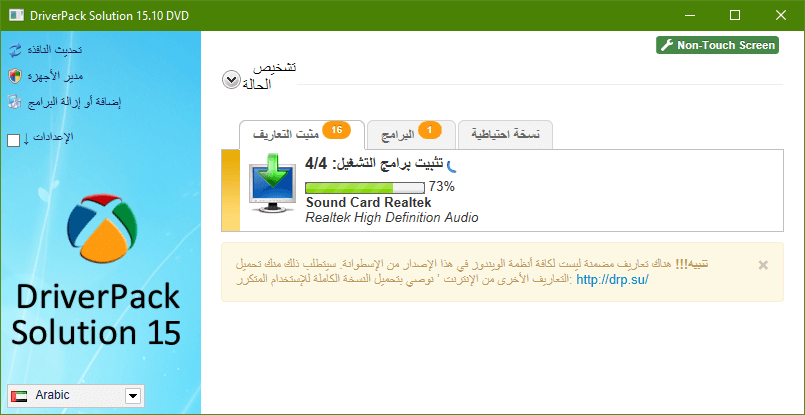 DriverPack Solution 15.10 DVD
تحديث النافذة
مدير الأجهزة
إضافة أو إزالة البرامج
↓ الإعدادات
DriverPack
Solution 15
Arabic
Non-Touch Screen
تشخيص
الحالة
مثبت التعاريف 16
البرامج 1
نسخة احتياطية
تثبيت برامج التشغيل: 4/4
73%
Sound Card Realtek
Realtek High Definition Audio
تنبيه!!! هناك تعاريف مضمنة ليست لكافة أنظمة الويندوز في هذا الإصدار من الإسطوانة. سيتطلب ذلك منك تحميل
التعاريف الأخرى من الإنترنت ' نوصي بتحميل النسخة الكاملة للإستخدام المتكرر: http://drp.su/